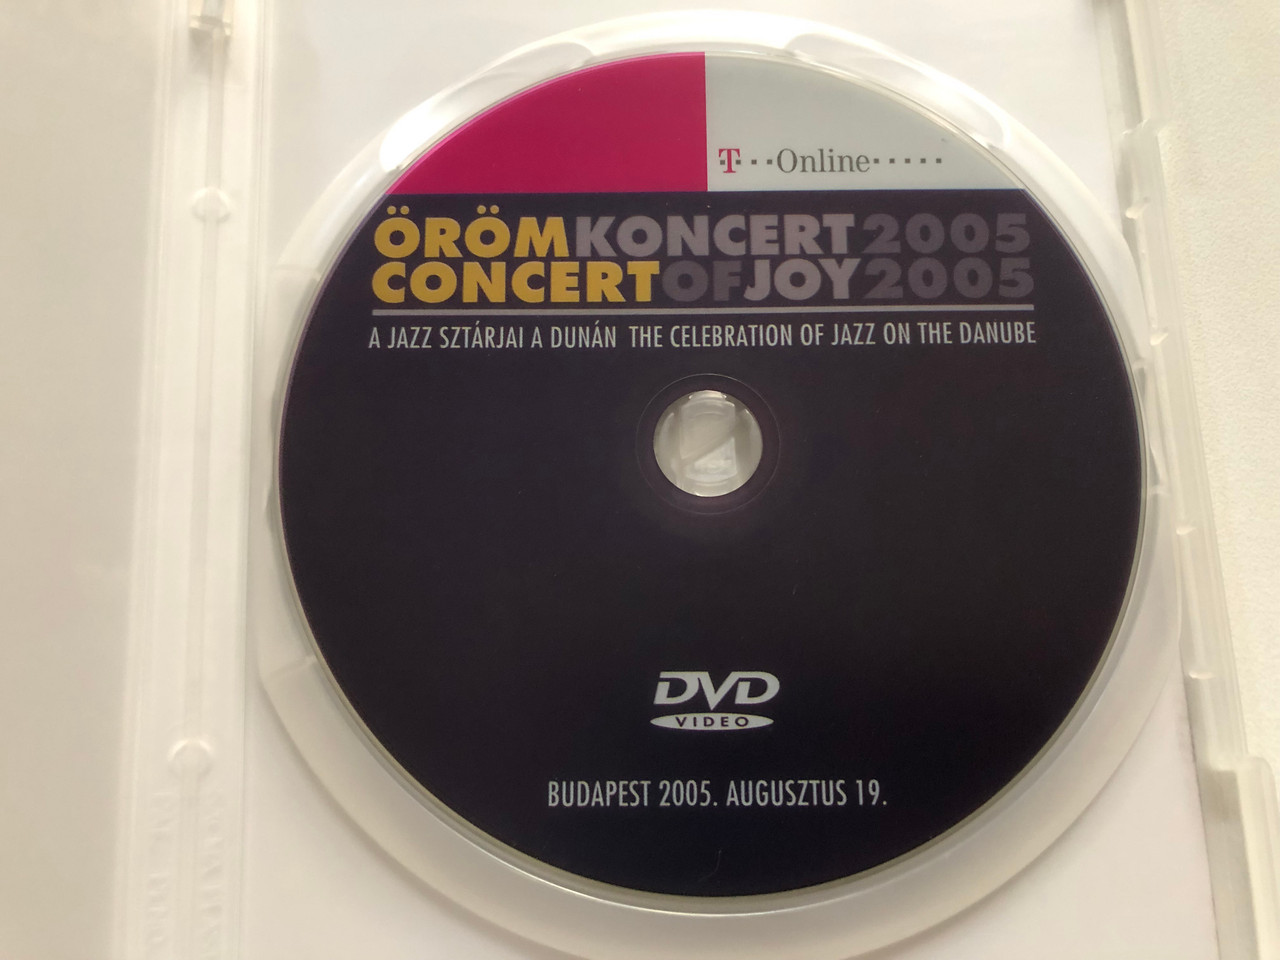 T · · · Online · · · · ·
ÖRÖMKONCERT2005
CONCERTOFJOY2005
A JAZZ SZTÁRJAI A DUNÁN THE CELEBRATION OF JAZZ ON THE DANUBE
DVD
VIDEO
BUDAPEST 2005. AUGUSZTUS 19.